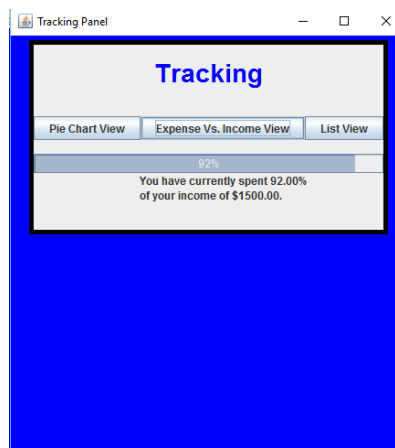 Tracking Panel
Tracking
Pie Chart View Expense Vs. Income View List View
92%
You have currently spent 92.00%
of your income of $1500.00.